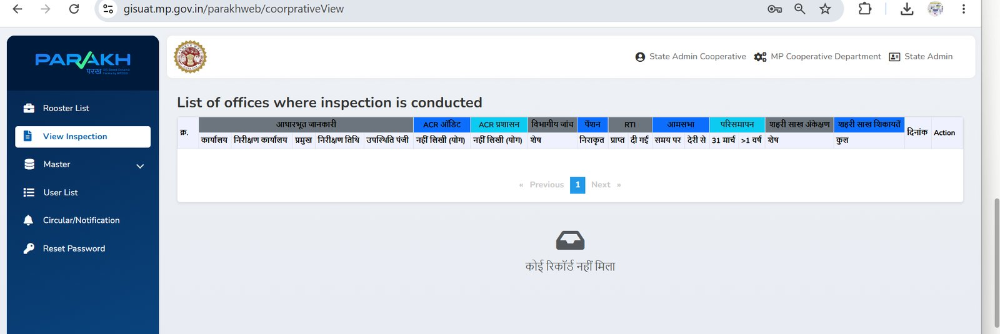 gisuat.mp.gov.in/parakhweb/coorprativeView
PARAKH
परख
State Admin Cooperative MP Cooperative Department State Admin
Rooster List
View Inspection
Master
User List
Circular/Notification
Reset Password
List of offices where inspection is conducted
क्र. आधारभूत जानकारी ACR ऑडिट ACR प्रशासन विभागीय जांच पेंशन RTI आमसभा परिसमापन शहरी साख अंकेक्षण शहरी साख शिकायतें दिनांक Action
कार्यालय निरीक्षण कार्यालय प्रमुख निरीक्षण तिथि उपस्थिति पंजी नहीं लिखी (योग) नहीं लिखी (योग) शेष निराकृत प्राप्त दी गई समय पर देरी से 31 मार्च >1 वर्ष शेष कुल
« Previous 1 Next »
कोई रिकॉर्ड नहीं मिला